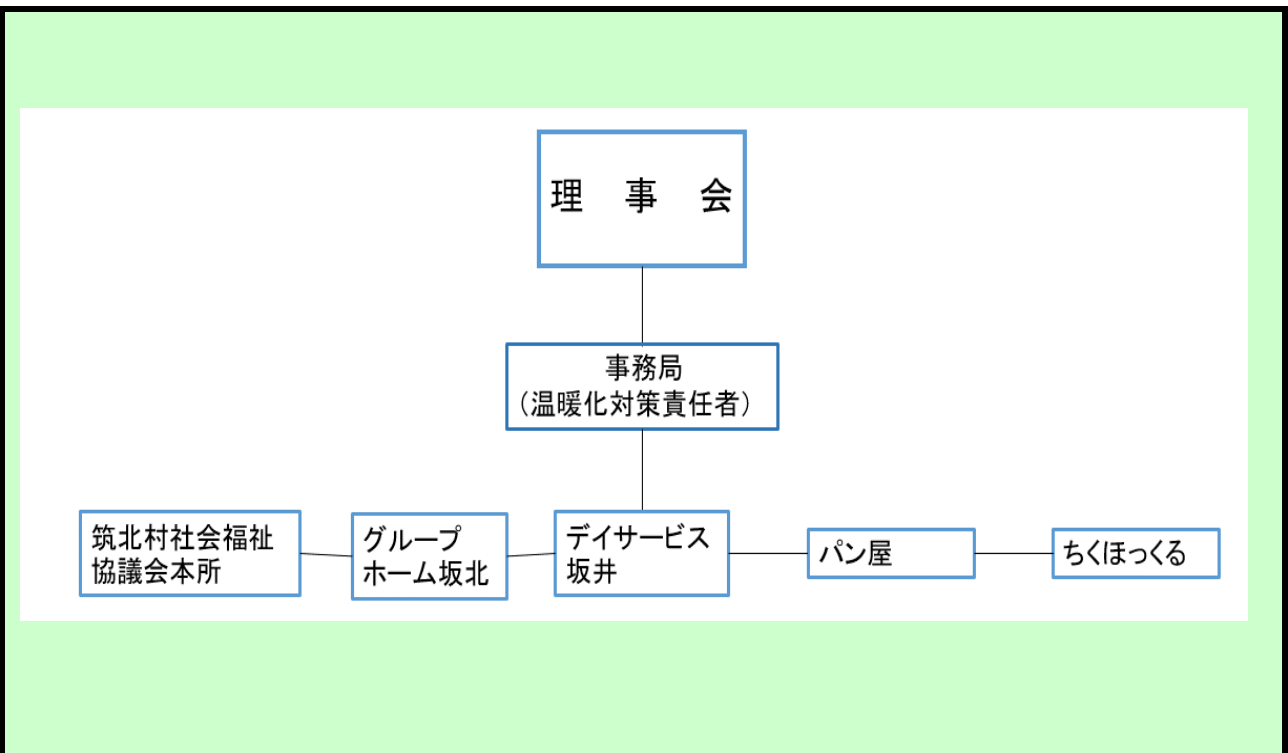 理　事　会
事務局
（温暖化対策責任者）
筑北村社会福祉
協議会本所
グループ
ホーム坂北
デイサービス
坂井
パン屋
ちくほっくる